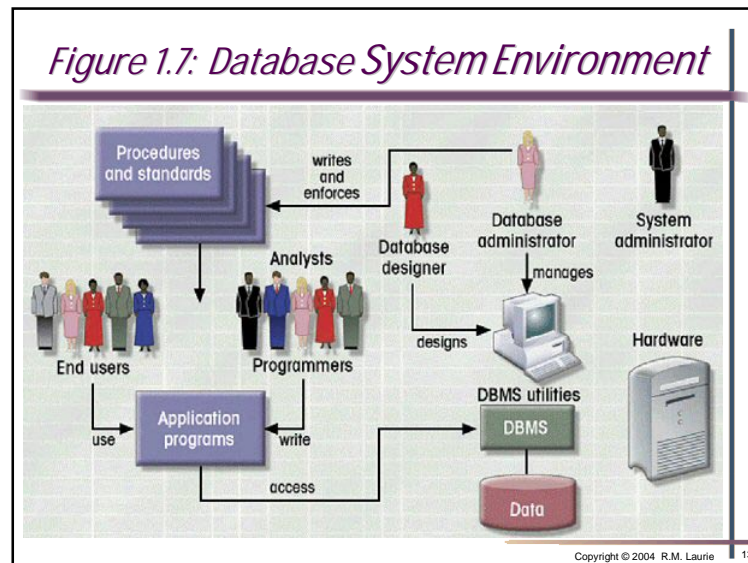 Figure 1.7: Database System Environment
Procedures
and standards
writes
and
enforces
Database
designer
Database
administrator
System
administrator
Analysts
manages
End users
Programmers
designs
Hardware
DBMS utilities
use
Application
programs
write
DBMS
access
Data
Copyright © 2004 R.M. Laurie